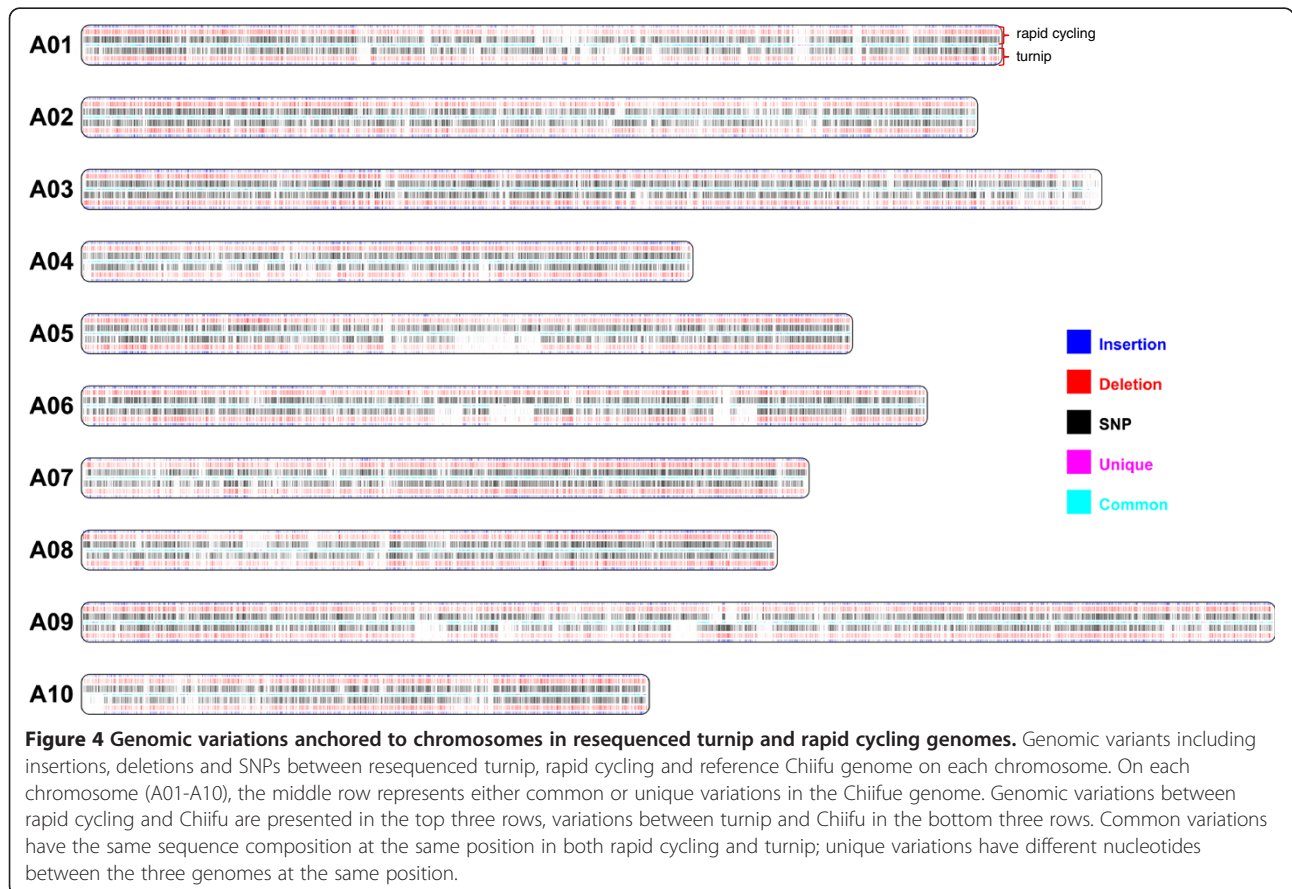 A01
rapid cycling
turnip
A02
A03
A04
A05
A06
A07
A08
A09
A10
Insertion
Deletion
SNP
Unique
Common
Figure 4 Genomic variations anchored to chromosomes in resequenced turnip and rapid cycling genomes. Genomic variants including
insertions, deletions and SNPs between resequenced turnip, rapid cycling and reference Chiifu genome on each chromosome. On each
chromosome (A01-A10), the middle row represents either common or unique variations in the Chiifue genome. Genomic variations between
rapid cycling and Chiifu are presented in the top three rows, variations between turnip and Chiifu in the bottom three rows. Common variations
have the same sequence composition at the same position in both rapid cycling and turnip; unique variations have different nucleotides
between the three genomes at the same position.